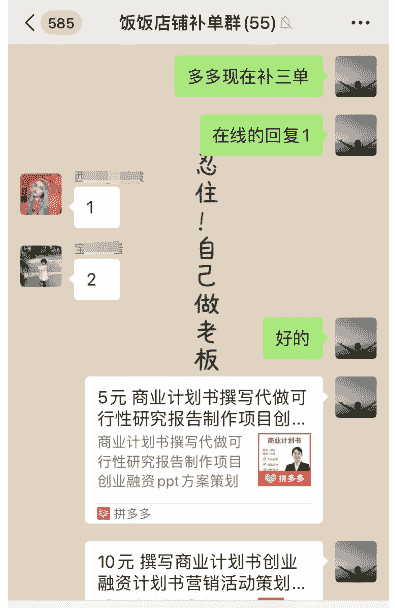 585
饭饭店铺补单群(55)
多多现在补三单
在线的回复1
忍住!自己做老板
1
2
好的
5元 商业计划书撰写代做可
行性研究报告制作项目创...
商业计划书撰写代做可
行性研究报告制作项目
创业融资ppt方案策划
商业计划书
拼多多
拼多多
10元 撰写商业计划书创业
融资计划书营销活动策划...